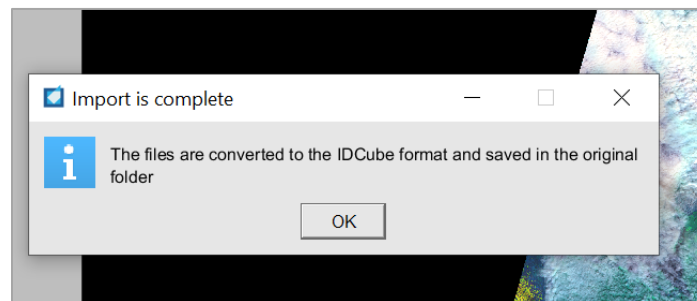 Import is complete
The files are converted to the IDCube format and saved in the original
folder
OK